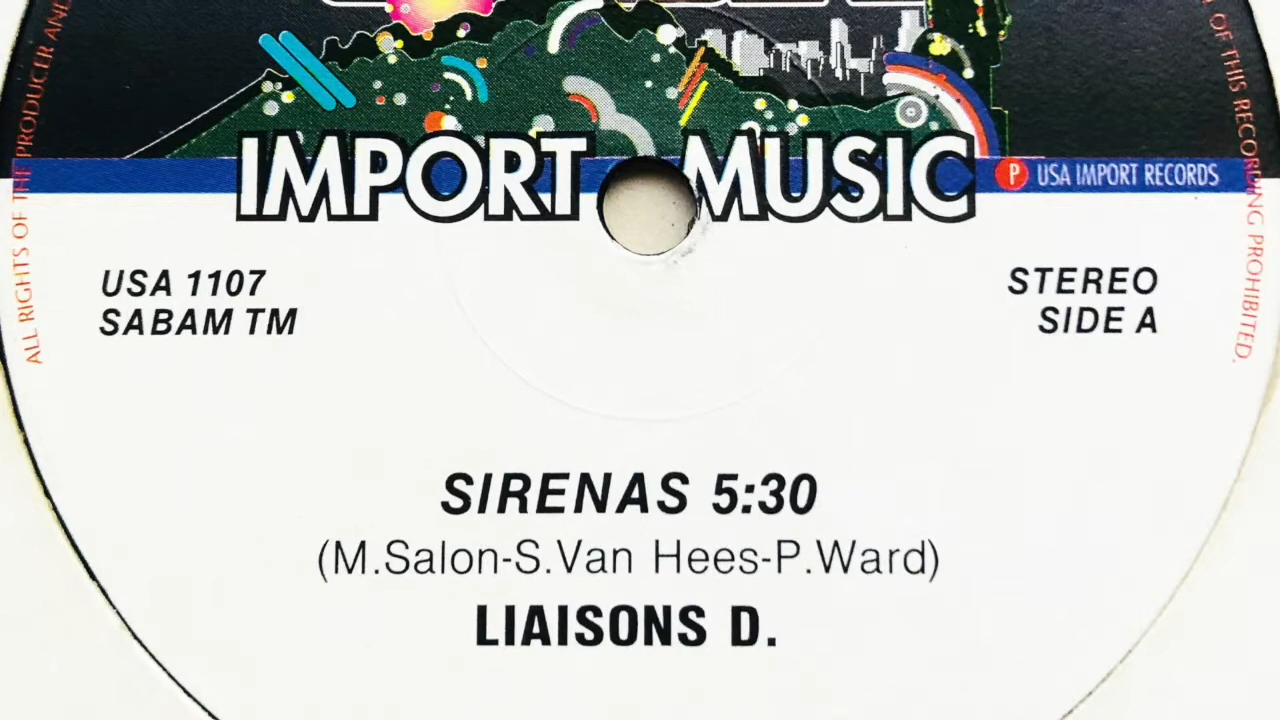 IMPORT MUSIC
P USA IMPORT RECORDS
USA 1107
SABAM TM
STEREO
SIDE A
SIRENAS 5:30
(M.Salon-S.Van Hees-P.Ward)
LIAISONS D.
ALL RIGHTS OF THE PRODUCER AND
OF THIS RECORDING PROHIBITED.